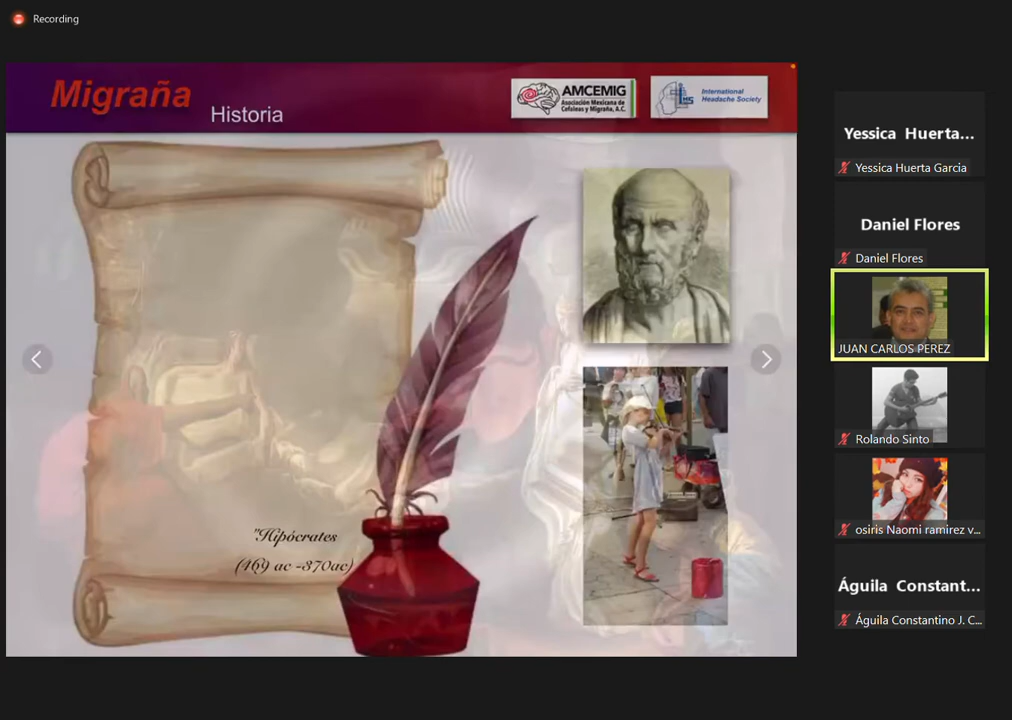 Recording
Migraña
Historia
AMCEMIG
Asociación Mexicana de
Cefaleas y Migraña, A.C.
IHS
International
Headache Society
"Hipócrates
(469 ac -370ac)
Yessica Huerta...
Yessica Huerta Garcia
Daniel Flores
Daniel Flores
JUAN CARLOS PEREZ
Rolando Sinto
osiris Naomi ramirez v...
Águila Constant...
Águila Constantino J. C...